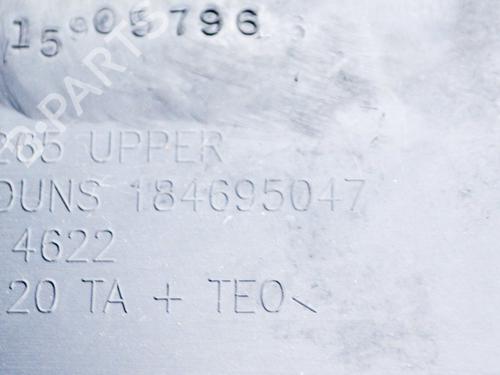 15905796
265 UPPER
DUNS 184695047
4622
20 TA + TEO